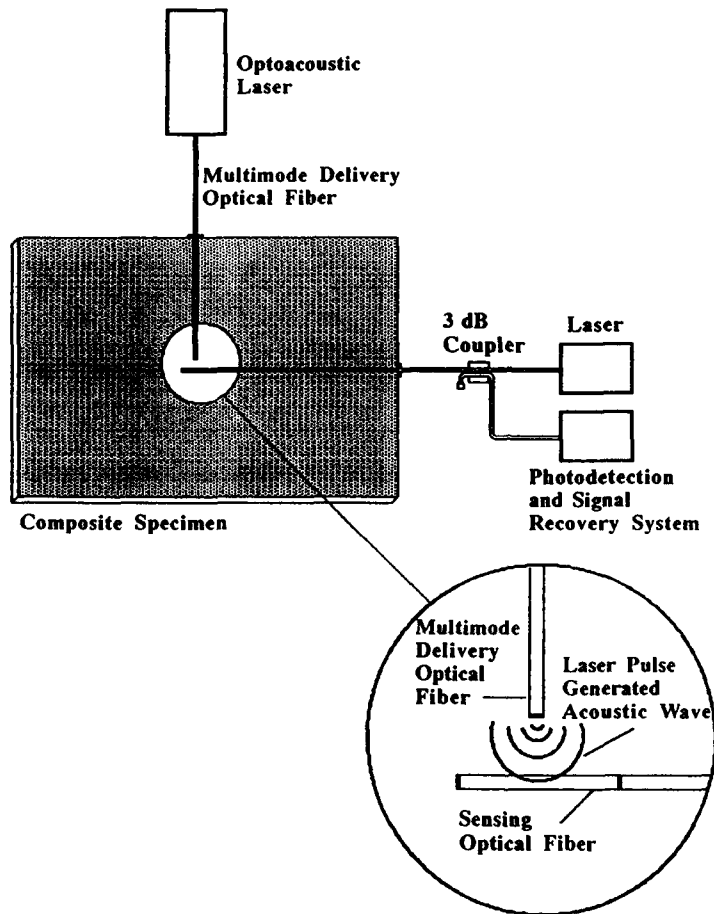 Optoacoustic
Laser
Multimode Delivery
Optical Fiber
3 dB
Coupler
Laser
Photodetection
and Signal
Recovery System
Composite Specimen
Multimode
Delivery
Optical
Fiber
Laser Pulse
Generated
Acoustic Wave
Sensing
Optical Fiber